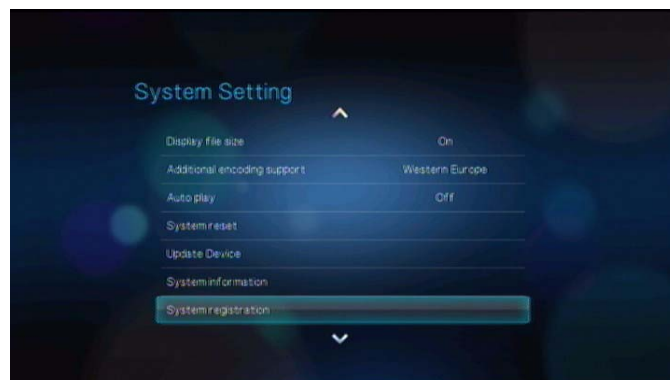 System Setting
Display file size On
Additional encoding support Western Europe
Auto play Off
System reset
Update Device
System information
System registration